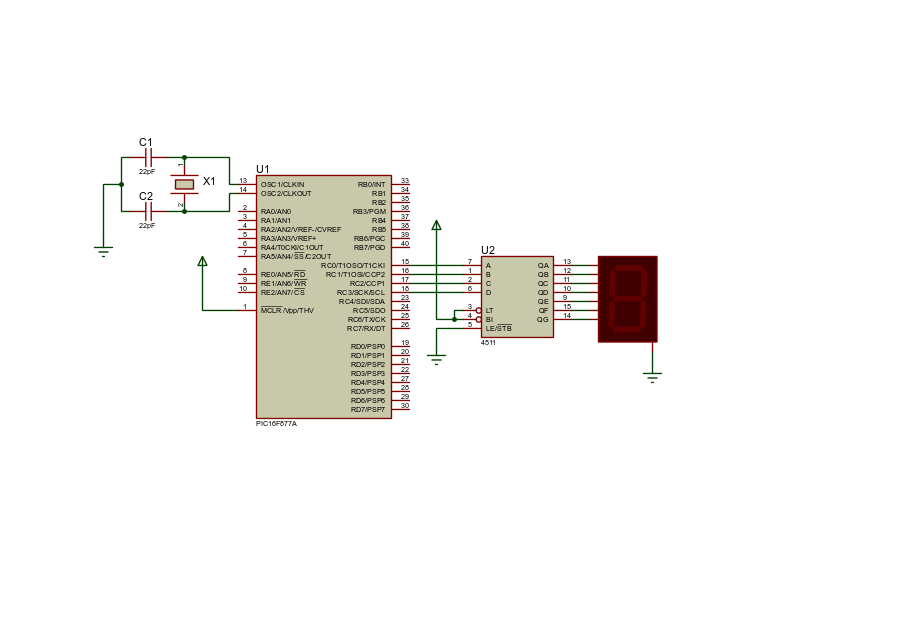 C1
22pF
1
X1
2
C2
22pF
U1
13 OSC1/CLKIN
14 OSC2/CLKOUT
2 RA0/AN0
3 RA1/AN1
4 RA2/AN2/VREF-/CVREF
5 RA3/AN3/VREF+
6 RA4/T0CKI/C1OUT
7 RA5/AN4/SS/C2OUT
8 RE0/AN5/RD
9 RE1/AN6/WR
10 RE2/AN7/CS
1 MCLR/Vpp/THV
RB0/INT 33
RB1 34
RB2 35
RB3/PGM 36
RB4 37
RB5 38
RB6/PGC 39
RB7/PGD 40
RC0/T1OSO/T1CKI 15
RC1/T1OSI/CCP2 16
RC2/CCP1 17
RC3/SCK/SCL 18
RC4/SDI/SDA 23
RC5/SDO 24
RC6/TX/CK 25
RC7/RX/DT 26
RD0/PSP0 19
RD1/PSP1 20
RD2/PSP2 21
RD3/PSP3 22
RD4/PSP4 27
RD5/PSP5 28
RD6/PSP6 29
RD7/PSP7 30
PIC16F877A
U2
7 A QA 13
1 B QB 12
2 C QC 11
6 D QD 10
QE 9
3 LT QF 15
4 BI QG 14
5 LE/STB
4511